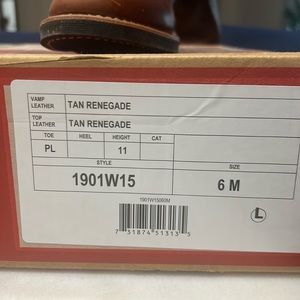 VAMP LEATHER TAN RENEGADE
TOP LEATHER TAN RENEGADE
TOE HEEL HEIGHT CAT
PL 11
STYLE SIZE
1901W15 6 M
1901W15060M
L
7 31874 51313 5